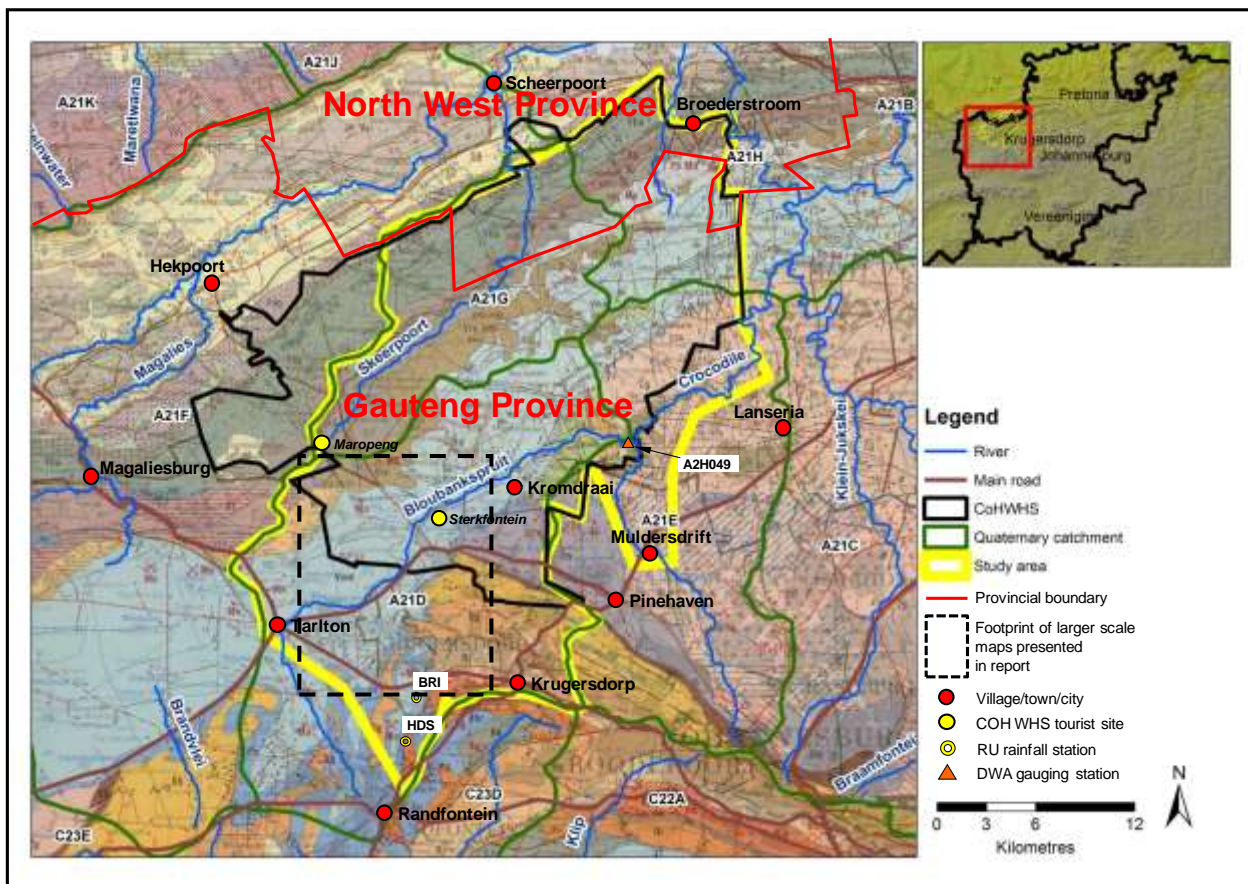 A21J
Scheerpoort
A21K
Maretlwana
North West Province
Broederstroom
A21B
A21H
Hekpoort
A21G
Magalies
Skeerpoort
A21F
Crocodile
Gauteng Province
Lanseria
Maropeng
A2H049
Magaliesburg
Bloubankspruit
Kromdraai
Klein-Jukskei
Sterkfontein
A21E
Muldersdrift
A21C
A21D
Pinehaven
Tarlton
BRI
Krugersdorp
Brandvlei
HDS
C23D
Randfontein
C22A
C23E
Klip
Krugersdorp
Johannesburg
Legend
River
Main road
CoHWHS
Quaternary catchment
Study area
Provincial boundary
Footprint of larger scale
maps presented
in report
Village/town/city
COH WHS tourist site
RU rainfall station
DWA gauging station
N
0 3 6 12
Kilometres